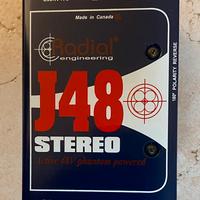 Made in Canada
Radial
engineering
J48
STEREO
Active 48V phantom powered
180° POLARITY REVERSE